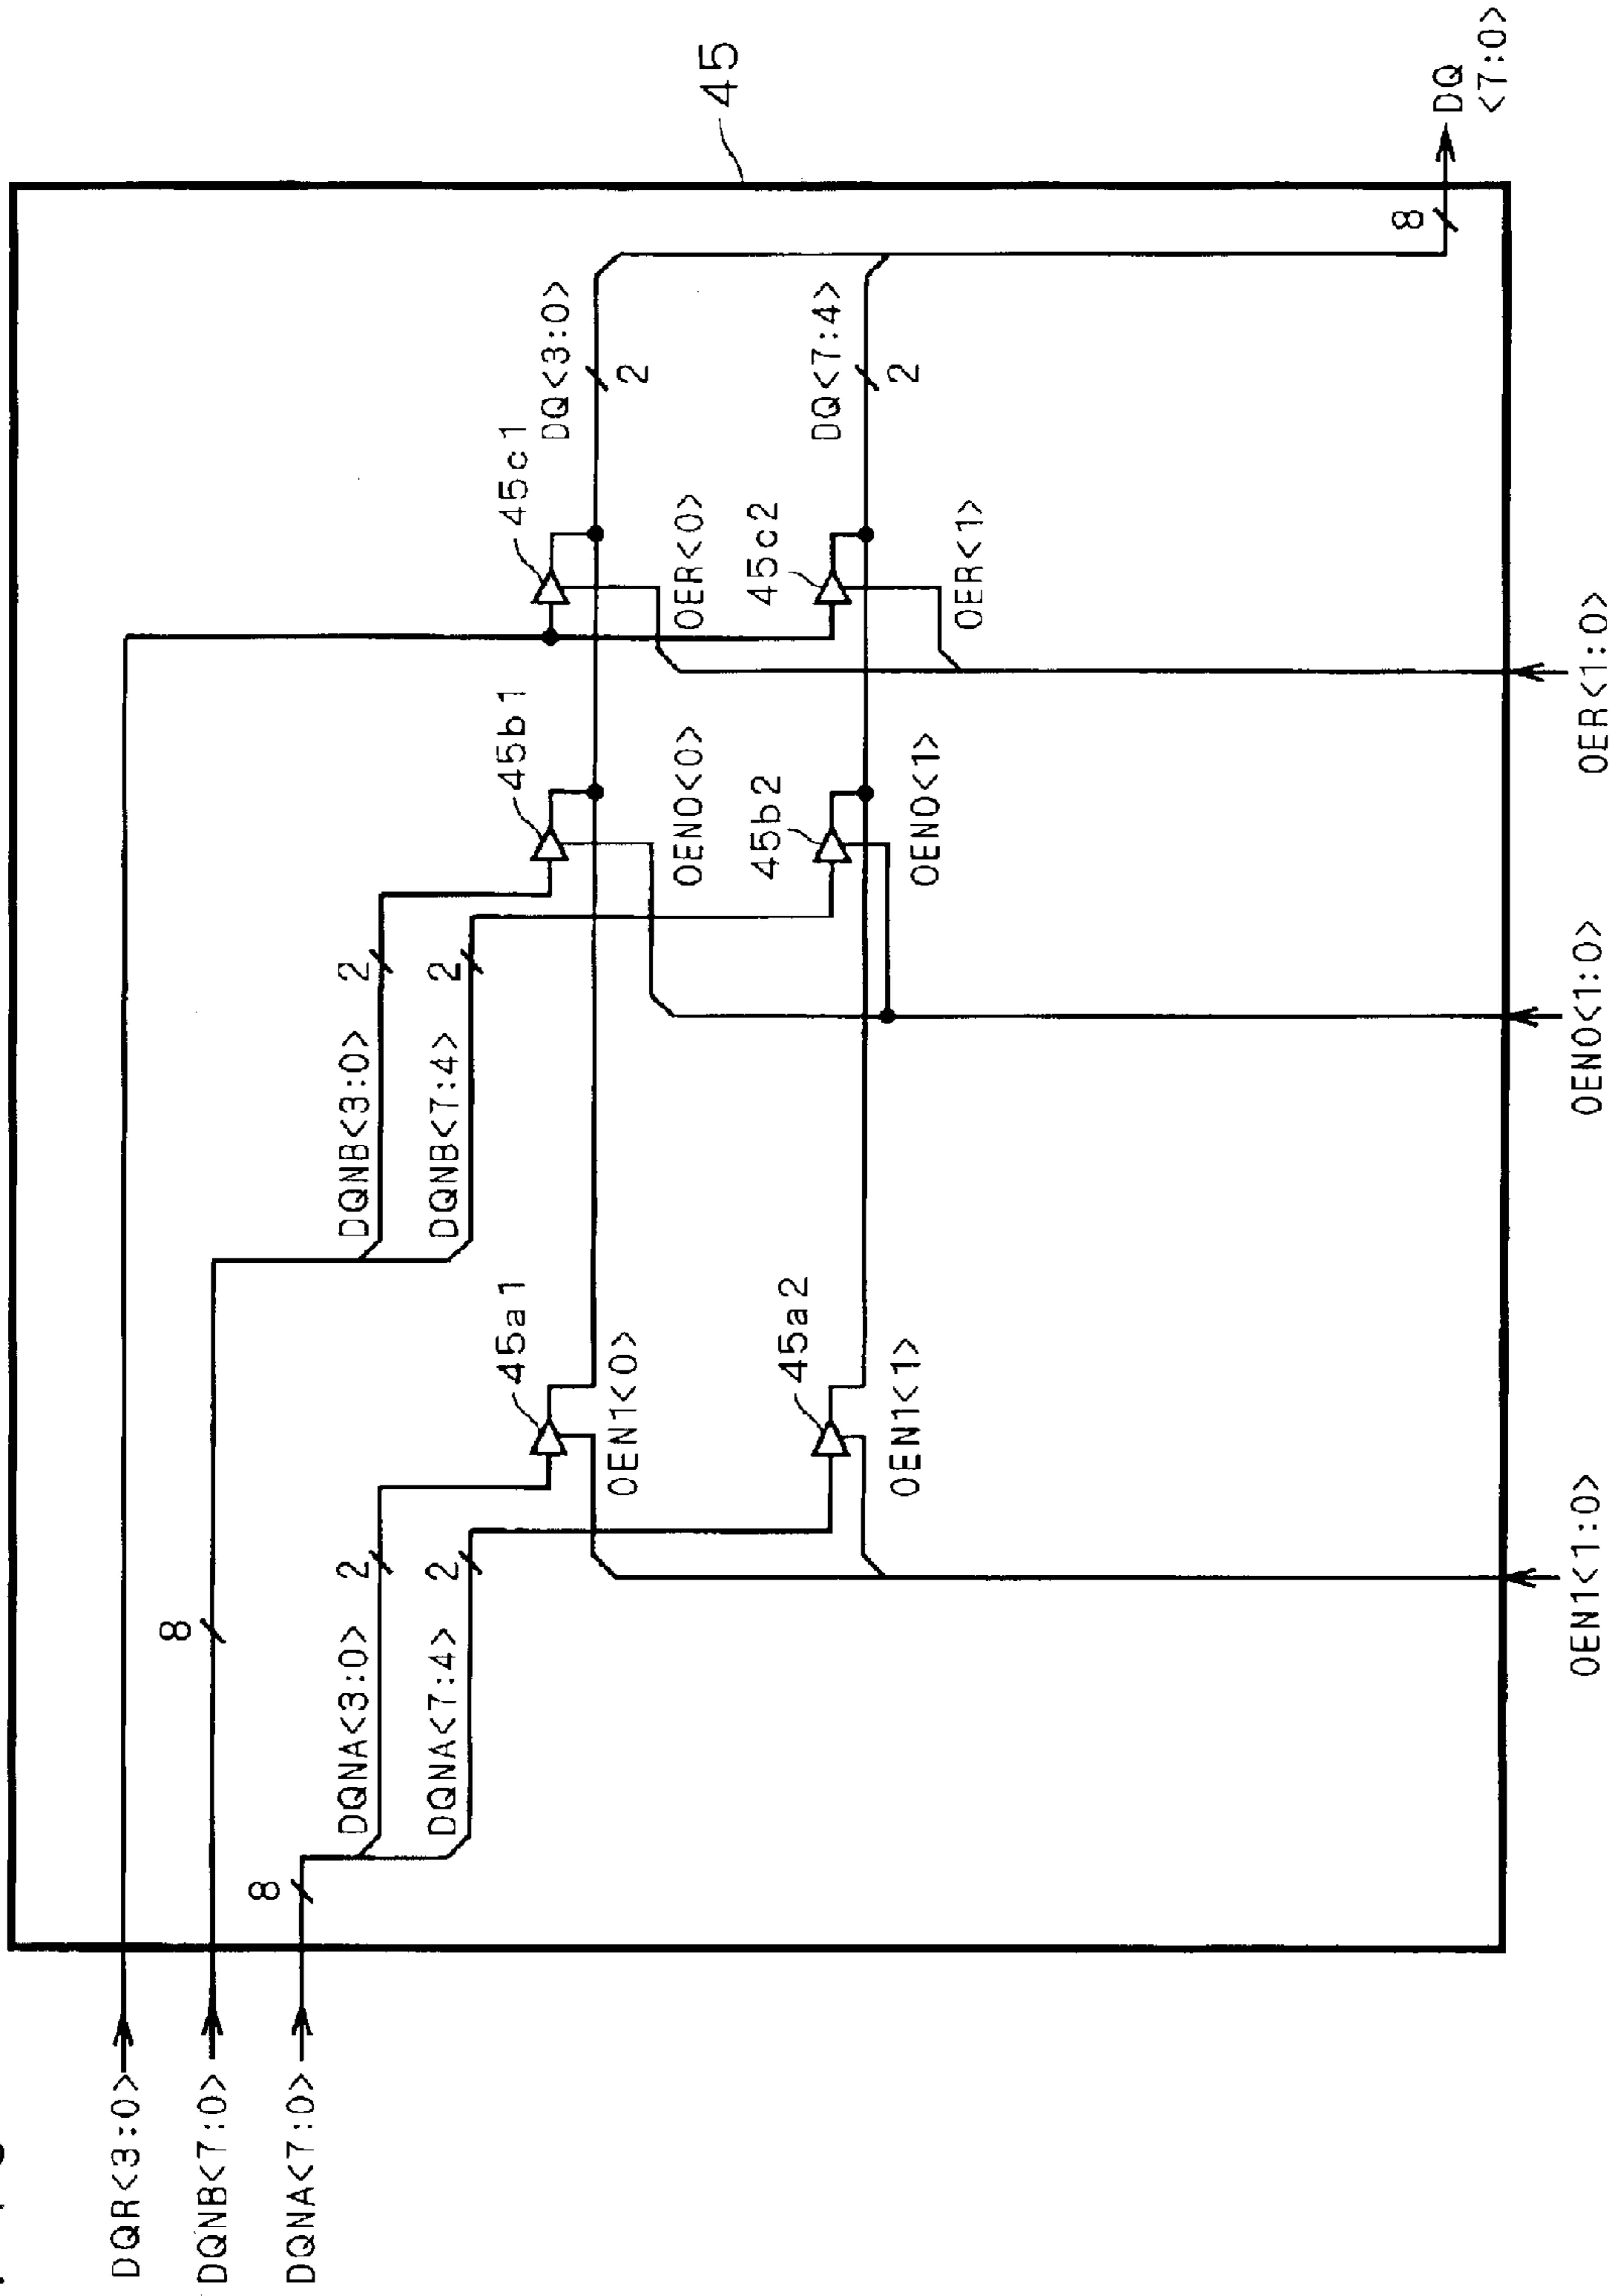 DQR<3:0>
DQNB<7:0>
DQNA<7:0>
8
8
DQNA<3:0>
2
DQNA<7:4>
2
DQNB<3:0>
2
DQNB<7:4>
2
45a1
OEN1<0>
45a2
OEN1<1>
45b1
OEN0<0>
45b2
OEN0<1>
45c1
OER<0>
45c2
OER<1>
DQ<3:0>
2
DQ<7:4>
2
45
8
DQ
<7:0>
OEN1<1:0>
OEN0<1:0>
OER<1:0>